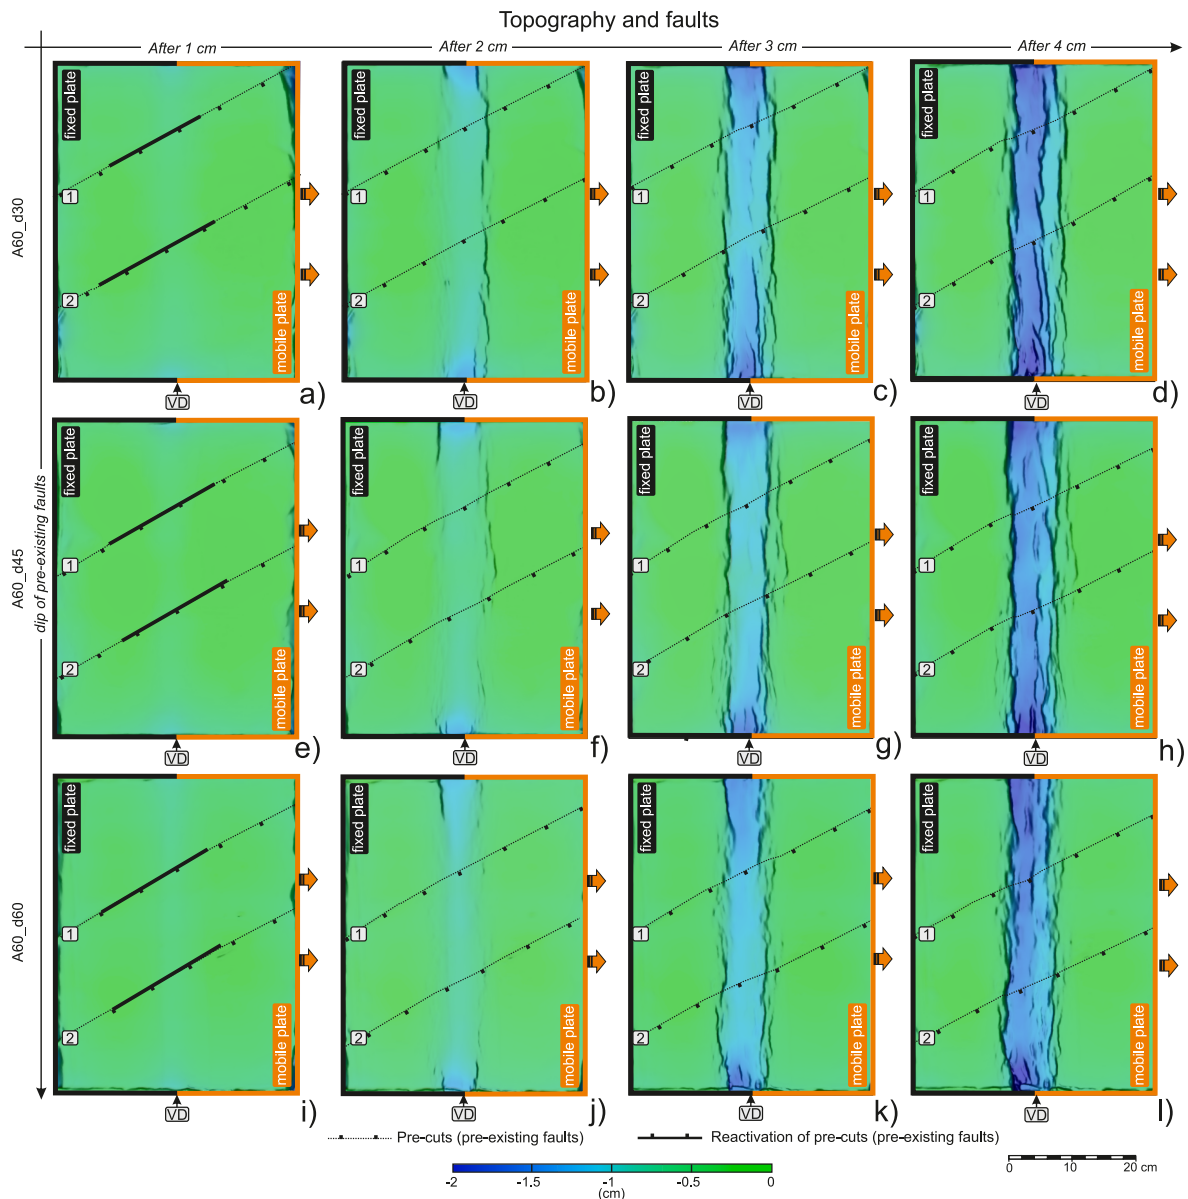 Topography and faults
After 1 cm
After 2 cm
After 3 cm
After 4 cm
A60_d30
fixed plate
1
2
mobile plate
VD
a)
1
2
mobile plate
VD
b)
fixed plate
1
2
mobile plate
VD
c)
fixed plate
1
2
mobile plate
VD
d)
dip of pre-existing faults
A60_d45
fixed plate
1
2
mobile plate
VD
e)
fixed plate
1
2
mobile plate
VD
f)
fixed plate
1
2
mobile plate
VD
g)
fixed plate
1
2
mobile plate
VD
h)
A60_d60
fixed plate
1
2
mobile plate
VD
i)
fixed plate
1
2
mobile plate
VD
j)
fixed plate
1
2
mobile plate
VD
k)
fixed plate
1
2
mobile plate
VD
l)
Pre-cuts (pre-existing faults)
Reactivation of pre-cuts (pre-existing faults)
-2 -1.5 -1 -0.5 0
(cm)
0 10 20 cm